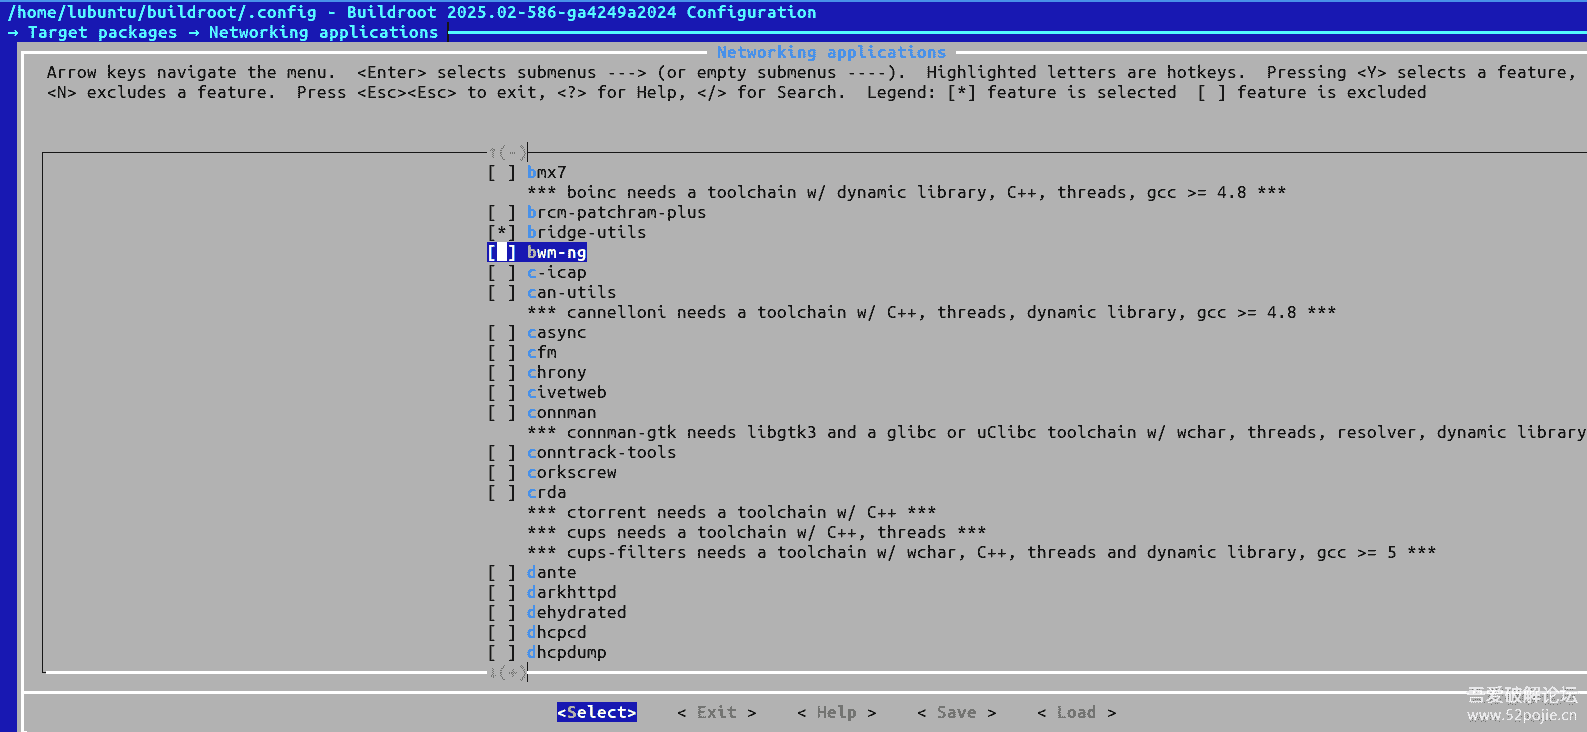 /home/lubuntu/buildroot/.config - Buildroot 2025.02-586-ga4249a2024 Configuration
→ Target packages → Networking applications
Networking applications
Arrow keys navigate the menu.  <Enter> selects submenus ---> (or empty submenus ----).  Highlighted letters are hotkeys.  Pressing <Y> selects a feature,
<N> excludes a feature.  Press <Esc><Esc> to exit, <?> for Help, </> for Search.  Legend: [*] feature is selected  [ ] feature is excluded
↑(-)
[ ] bmx7
*** boinc needs a toolchain w/ dynamic library, C++, threads, gcc >= 4.8 ***
[ ] brcm-patchram-plus
[*] bridge-utils
[ ] bwm-ng
[ ] c-icap
[ ] can-utils
*** cannelloni needs a toolchain w/ C++, threads, dynamic library, gcc >= 4.8 ***
[ ] casync
[ ] cfm
[ ] chrony
[ ] civetweb
[ ] connman
*** connman-gtk needs libgtk3 and a glibc or uClibc toolchain w/ wchar, threads, resolver, dynamic library
[ ] conntrack-tools
[ ] corkscrew
[ ] crda
*** ctorrent needs a toolchain w/ C++ ***
*** cups needs a toolchain w/ C++, threads ***
*** cups-filters needs a toolchain w/ wchar, C++, threads and dynamic library, gcc >= 5 ***
[ ] dante
[ ] darkhttpd
[ ] dehydrated
[ ] dhcpcd
[ ] dhcpdump
↓(+)
<Select>    < Exit >    < Help >    < Save >    < Load >
吾爱破解论坛
www.52pojie.cn